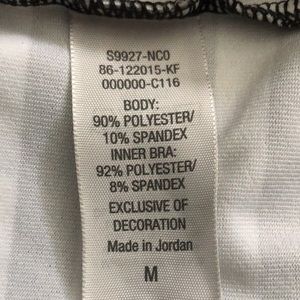 S9927-NC0
86-122015-KF
000000-C116
BODY:
90% POLYESTER/
10% SPANDEX
INNER BRA:
92% POLYESTER/
8% SPANDEX
EXCLUSIVE OF
DECORATION
Made in Jordan
M